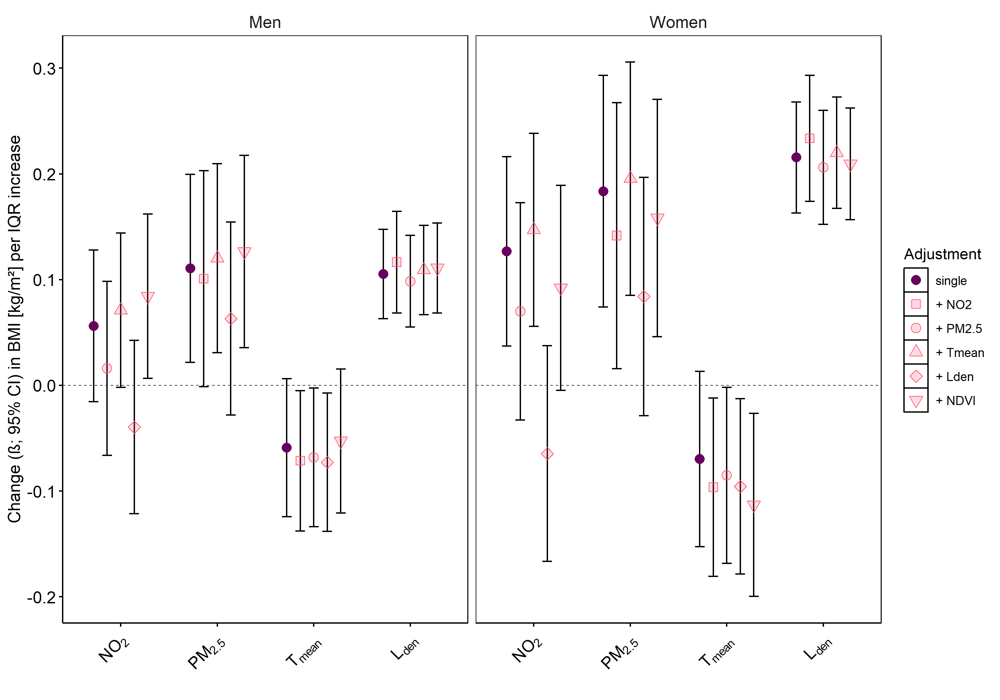 Men
Women
Change (ß; 95% CI) in BMI [kg/m²] per IQR increase
0.3
0.2
0.1
0.0
-0.1
-0.2
NO2
PM2.5
Tmean
Lden
NO2
PM2.5
Tmean
Lden
Adjustment
single
+ NO2
+ PM2.5
+ Tmean
+ Lden
+ NDVI